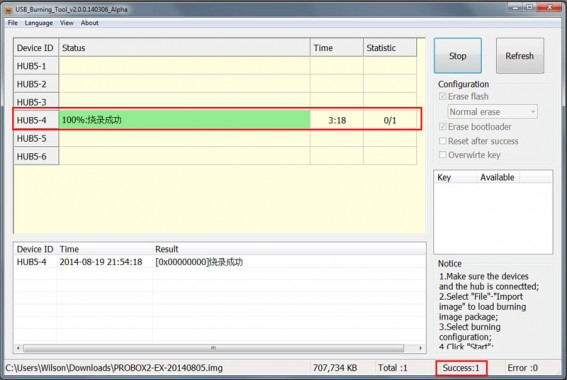 USB_Burning_Tool_v2.0.0.140306_Alpha
File Language View About
Device ID Status Time Statistic
HUB5-1
HUB5-2
HUB5-3
HUB5-4 100%:烧录成功 3:18 0/1
HUB5-5
HUB5-6
Stop Refresh
Configuration
Erase flash
Normal erase
Erase bootloader
Reset after success
Overwirte key
Key Available
Device ID Time Result
HUB5-4 2014-08-19 21:54:18 [0x00000000]烧录成功
Notice
1.Make sure the devices
and the hub is connectted;
2.Select "File"-"Import
image" to load burning
image package;
3.Select burning
configuration;
4.Click "Start";
C:\Users\Wilson\Downloads\PROBOX2-EX-20140805.img 707,734 KB Total :1 Success:1 Error :0